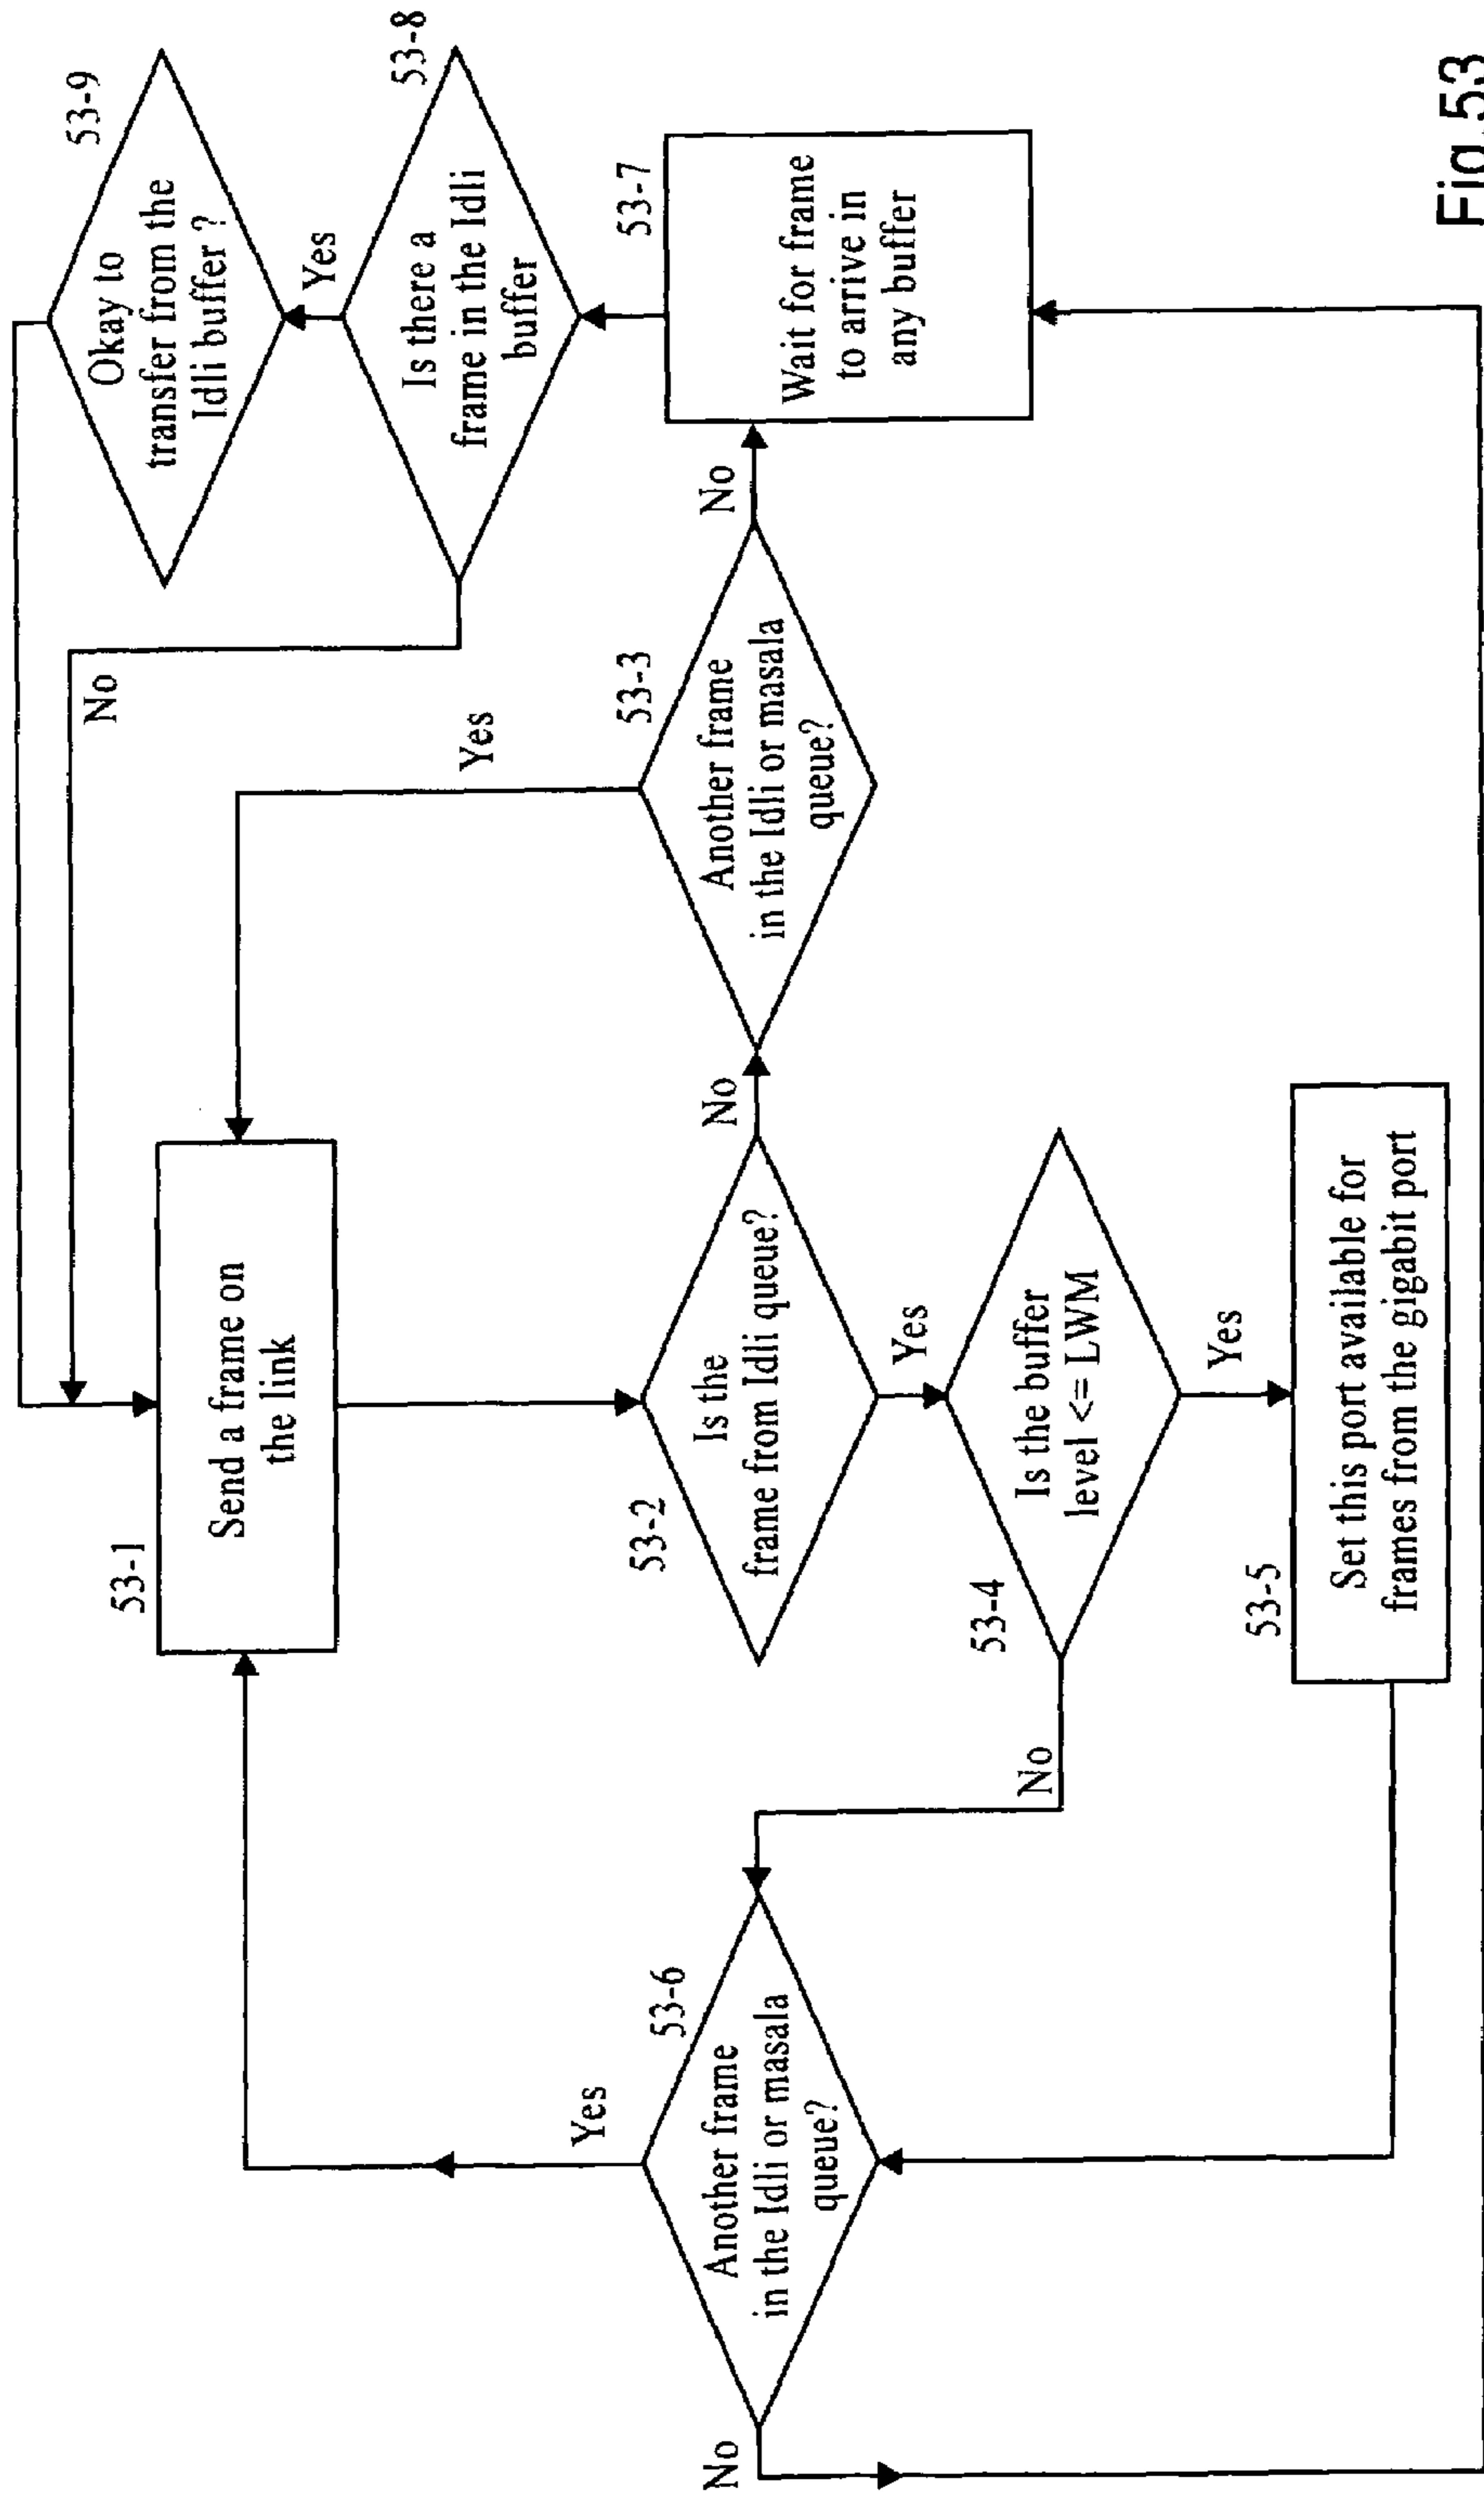 53-1
Send a frame on
the link
53-2
Is the
frame from Idli queue?
Yes
No
53-3
Another frame
in the Idli or masala
queue?
Yes
No
53-4
Is the buffer
level <= LWM
Yes
No
53-5
Set this port available for
frames from the gigabit port
53-6
Another frame
in the Idli or masala
queue?
Yes
No
53-7
Wait for frame
to arrive in
any buffer
53-8
Is there a
frame in the Idli
buffer
Yes
No
53-9
Okay to
transfer from the
Idli buffer ?
Fig.53